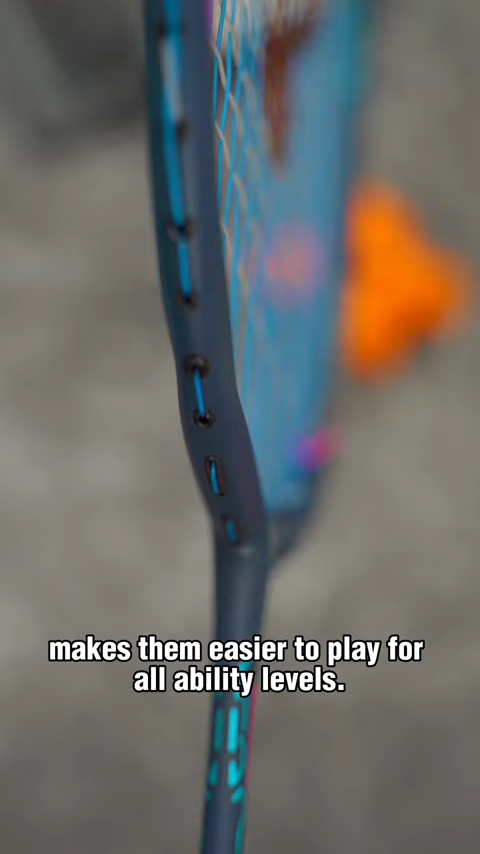 makes them easier to play for
all ability levels.